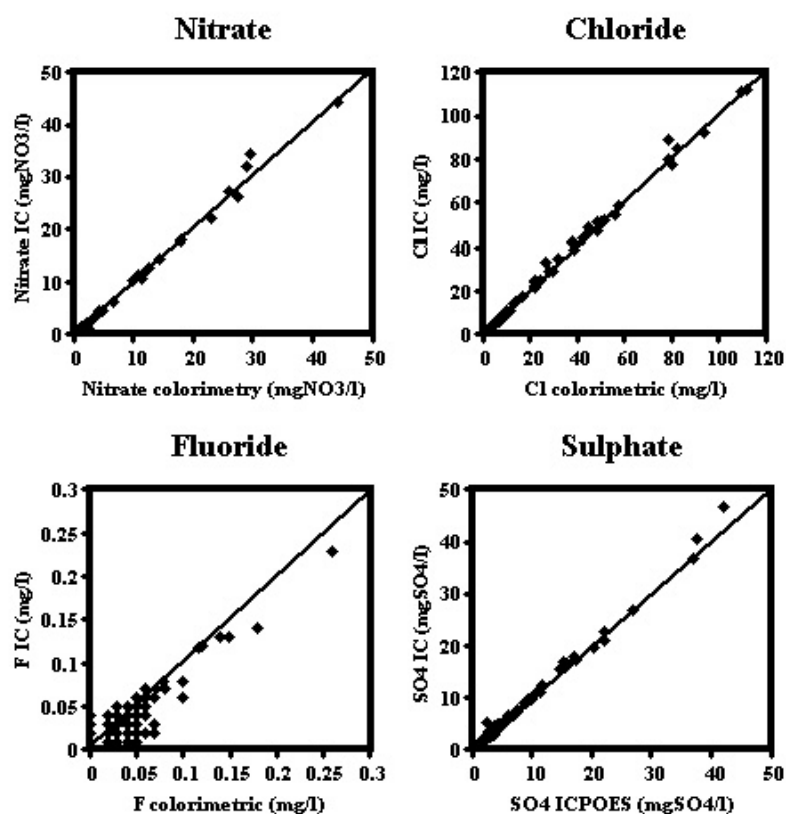 Nitrate
50
40
30
20
10
0
Nitrate IC (mgNO3/l)
0 10 20 30 40 50
Nitrate colorimetry (mgNO3/l)
Chloride
120
100
80
60
40
20
0
Cl IC (mg/l)
0 20 40 60 80 100 120
Cl colorimetric (mg/l)
Fluoride
0.3
0.25
0.2
0.15
0.1
0.05
0
F IC (mg/l)
0 0.05 0.1 0.15 0.2 0.25 0.3
F colorimetric (mg/l)
Sulphate
50
40
30
20
10
0
SO4 IC (mgSO4/l)
0 10 20 30 40 50
SO4 ICPOES (mgSO4/l)